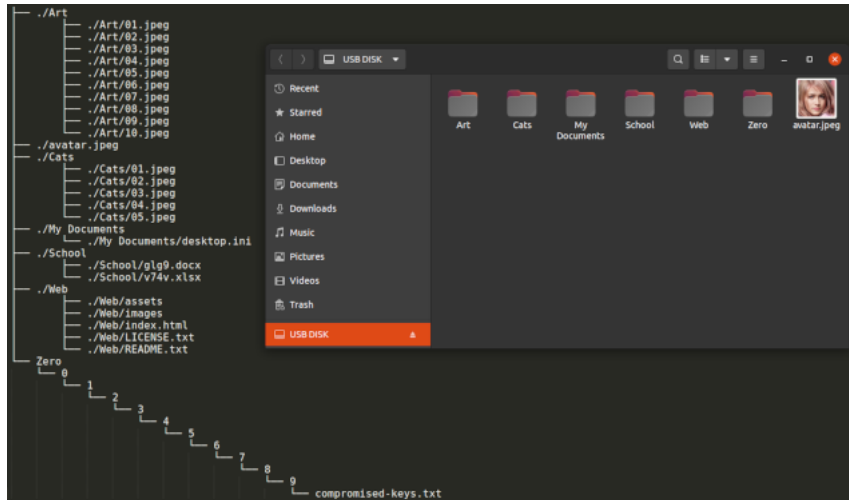 ./Art
./Art/01.jpeg
./Art/02.jpeg
./Art/03.jpeg
./Art/04.jpeg
./Art/05.jpeg
./Art/06.jpeg
./Art/07.jpeg
./Art/08.jpeg
./Art/09.jpeg
./Art/10.jpeg
./avatar.jpeg
./Cats
./Cats/01.jpeg
./Cats/02.jpeg
./Cats/03.jpeg
./Cats/04.jpeg
./Cats/05.jpeg
./My Documents
./My Documents/desktop.ini
./School
./School/glg9.docx
./School/v74v.xlsx
./Web
./Web/assets
./Web/images
./Web/index.html
./Web/LICENSE.txt
./Web/README.txt
Zero
0
1
2
3
4
5
6
7
8
9
compromised-keys.txt
USB DISK
Recent
Starred
Home
Desktop
Documents
Downloads
Music
Pictures
Videos
Trash
USB DISK
Art
Cats
My
Documents
School
Web
Zero
avatar.jpeg